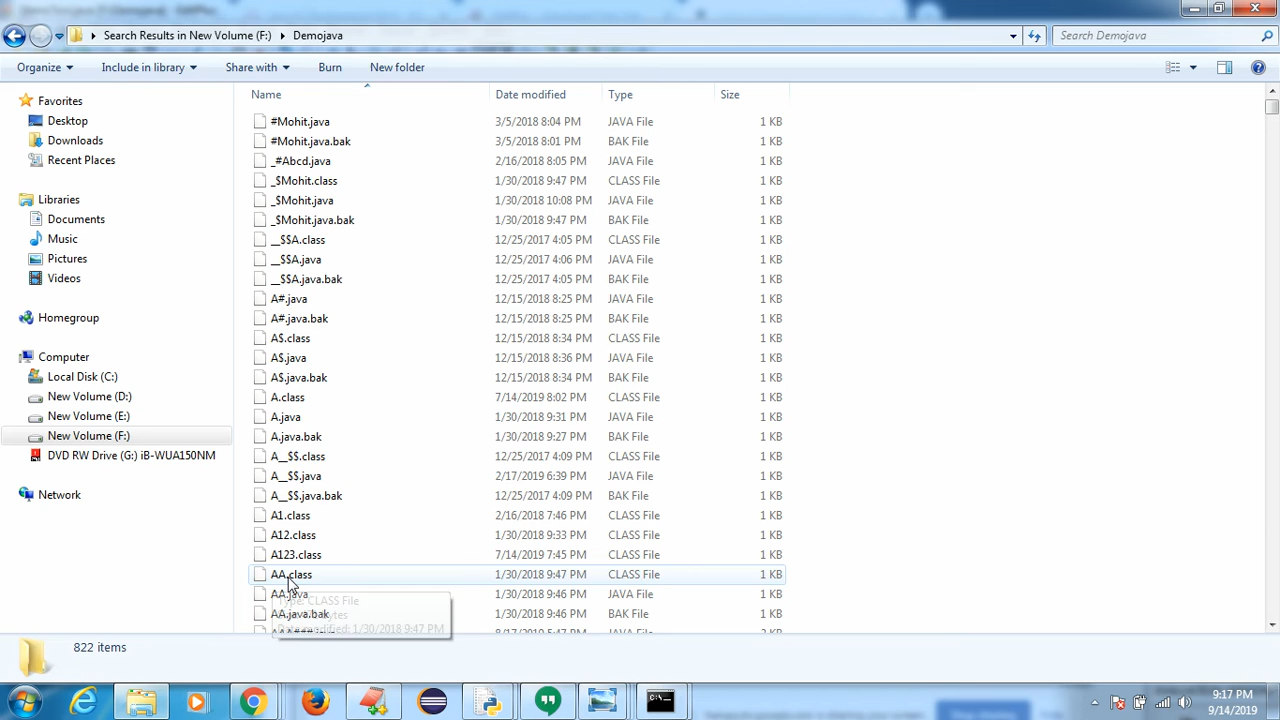 Search Results in New Volume (F:) Demojava Search Demojava
Organize Include in library Share with Burn New folder
Favorites
Desktop
Downloads
Recent Places
Libraries
Documents
Music
Pictures
Videos
Homegroup
Computer
Local Disk (C:)
New Volume (D:)
New Volume (E:)
New Volume (F:)
DVD RW Drive (G:) iB-WUA150NM
Network
Name Date modified Type Size
#Mohit.java 3/5/2018 8:04 PM JAVA File 1 KB
#Mohit.java.bak 3/5/2018 8:01 PM BAK File 1 KB
_#Abcd.java 2/16/2018 8:05 PM JAVA File 1 KB
_$Mohit.class 1/30/2018 9:47 PM CLASS File 1 KB
_$Mohit.java 1/30/2018 10:08 PM JAVA File 1 KB
_$Mohit.java.bak 1/30/2018 9:47 PM BAK File 1 KB
__$$A.class 12/25/2017 4:05 PM CLASS File 1 KB
__$$A.java 12/25/2017 4:06 PM JAVA File 1 KB
__$$A.java.bak 12/25/2017 4:05 PM BAK File 1 KB
A#.java 12/15/2018 8:25 PM JAVA File 1 KB
A#.java.bak 12/15/2018 8:25 PM BAK File 1 KB
A$.class 12/15/2018 8:34 PM CLASS File 1 KB
A$.java 12/15/2018 8:36 PM JAVA File 1 KB
A$.java.bak 12/15/2018 8:34 PM BAK File 1 KB
A.class 7/14/2019 8:02 PM CLASS File 1 KB
A.java 1/30/2018 9:31 PM JAVA File 1 KB
A.java.bak 1/30/2018 9:27 PM BAK File 1 KB
A__$$.class 12/25/2017 4:09 PM CLASS File 1 KB
A__$$.java 2/17/2019 6:39 PM JAVA File 1 KB
A__$$.java.bak 12/25/2017 4:09 PM BAK File 1 KB
A1.class 2/16/2018 7:46 PM CLASS File 1 KB
A12.class 1/30/2018 9:33 PM CLASS File 1 KB
A123.class 7/14/2019 7:45 PM CLASS File 1 KB
AA.class 1/30/2018 9:47 PM CLASS File 1 KB
AA.java 1/30/2018 9:46 PM JAVA File 1 KB
AA.java.bak 1/30/2018 9:46 PM BAK File 1 KB
Type: CLASS File
Date modified: 1/30/2018 9:47 PM
822 items
9:17 PM
9/14/2019